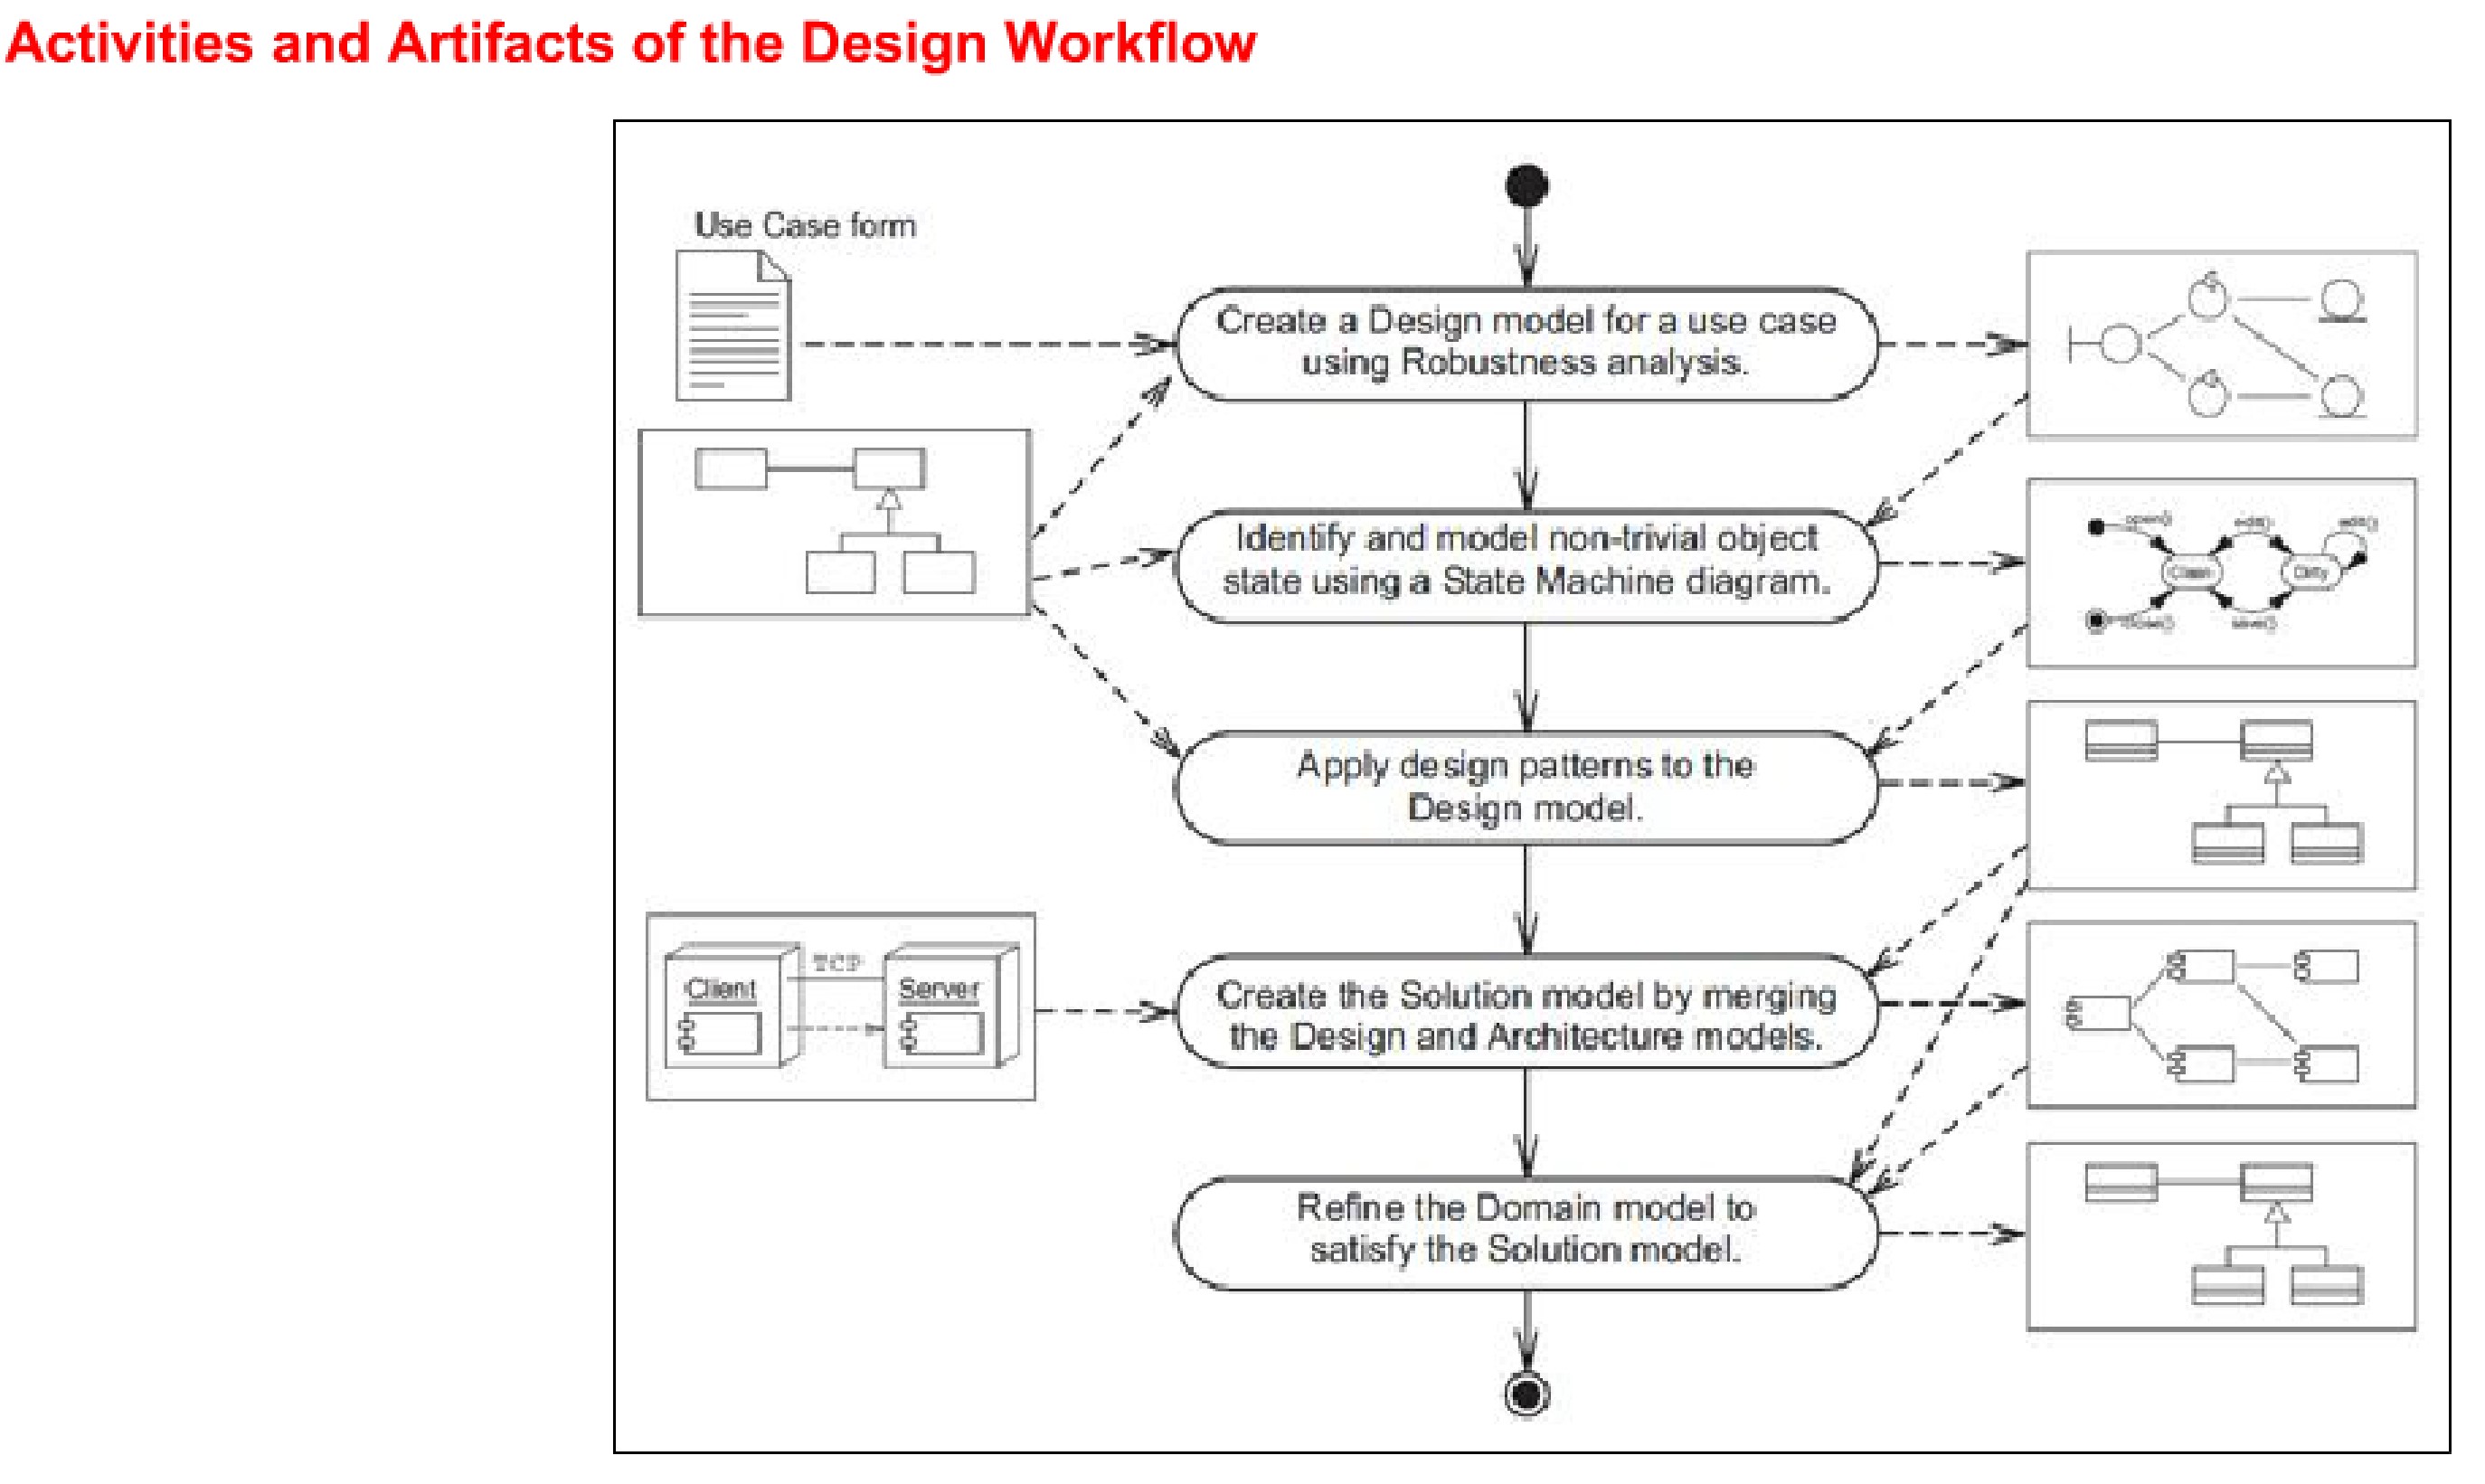 Activities and Artifacts of the Design Workflow
Use Case form
Create a Design model for a use case
using Robustness analysis.
Identify and model non-trivial object
state using a State Machine diagram.
open()
edit()
edit()
Clean
Dirty
close()
save()
Apply design patterns to the
Design model.
TCP
Client
Server
Create the Solution model by merging
the Design and Architecture models.
Refine the Domain model to
satisfy the Solution model.